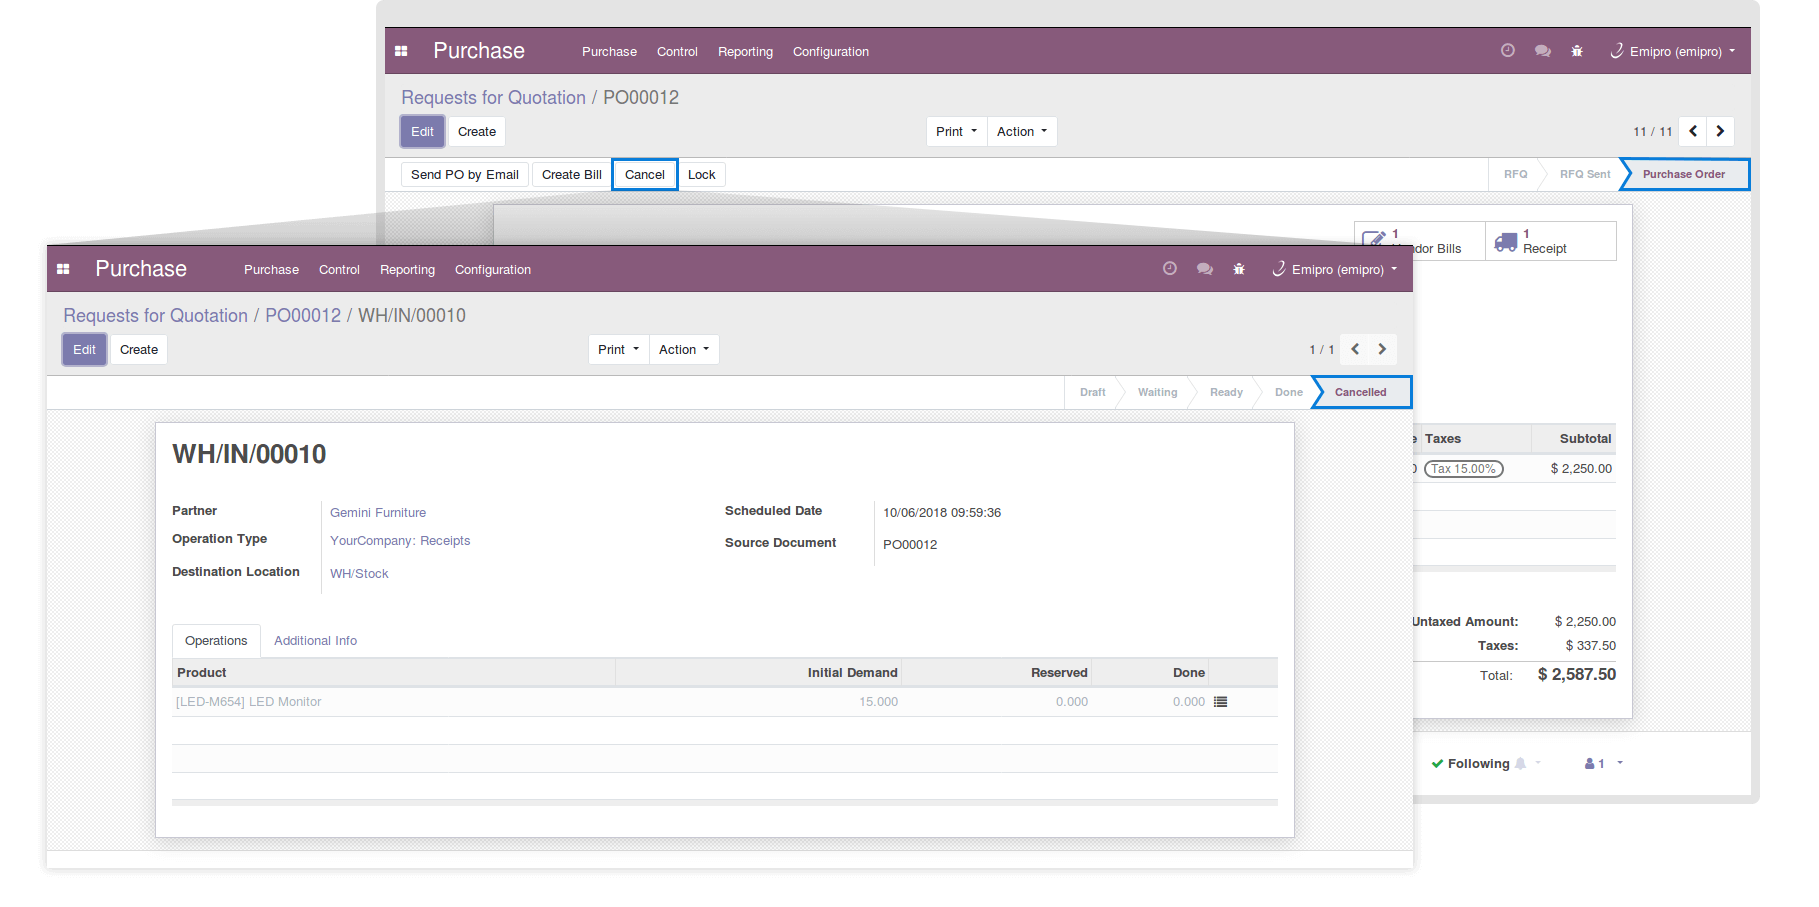 Purchase Purchase Control Reporting Configuration Emipro (emipro)
Requests for Quotation / PO00012
Edit Create Print Action 11 / 11
Send PO by Email Create Bill Cancel Lock RFQ RFQ Sent Purchase Order
1
dor Bills
1
Receipt
Purchase Purchase Control Reporting Configuration Emipro (emipro)
Requests for Quotation / PO00012 / WH/IN/00010
Edit Create Print Action 1 / 1
Draft Waiting Ready Done Cancelled
WH/IN/00010
Partner Gemini Furniture
Operation Type YourCompany: Receipts
Destination Location WH/Stock
Scheduled Date 10/06/2018 09:59:36
Source Document PO00012
Operations Additional Info
Product Initial Demand Reserved Done
[LED-M654] LED Monitor 15.000 0.000 0.000
Taxes Subtotal
Tax 15.00% $ 2,250.00
Untaxed Amount: $ 2,250.00
Taxes: $ 337.50
Total: $ 2,587.50
Following 1